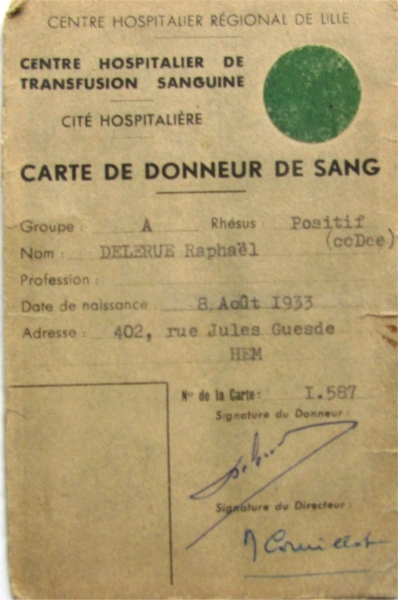 CENTRE HOSPITALIER RÉGIONAL DE LILLE
CENTRE HOSPITALIER DE
TRANSFUSION SANGUINE
CITÉ HOSPITALIÈRE
CARTE DE DONNEUR DE SANG
Groupe : A Rhésus : Positif
(ccDee)
Nom : DELERUE Raphaël
Profession :
Date de naissance : 8 Août I933
Adresse : 402, rue Jules Guesde
HEM
N° de la Carte : I.587
Signature du Donneur :
Signature du Directeur :